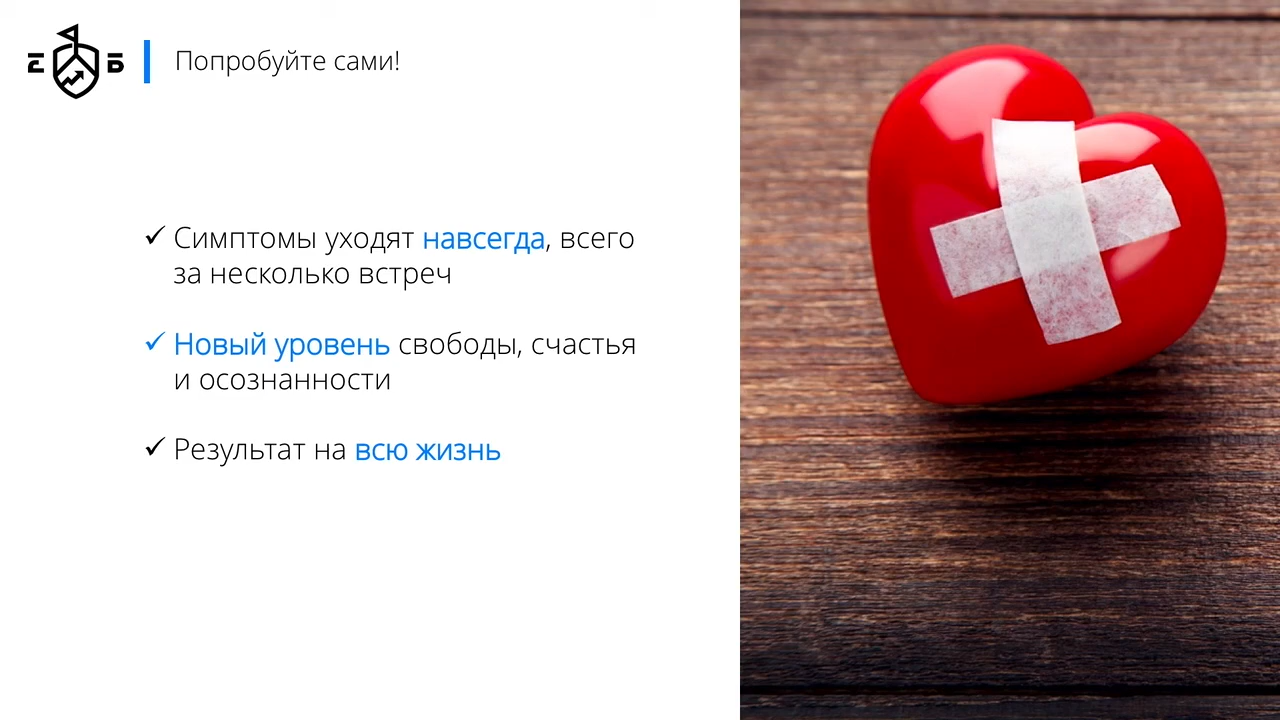 Е Б
Попробуйте сами!
✓ Симптомы уходят навсегда, всего
за несколько встреч
✓ Новый уровень свободы, счастья
и осознанности
✓ Результат на всю жизнь